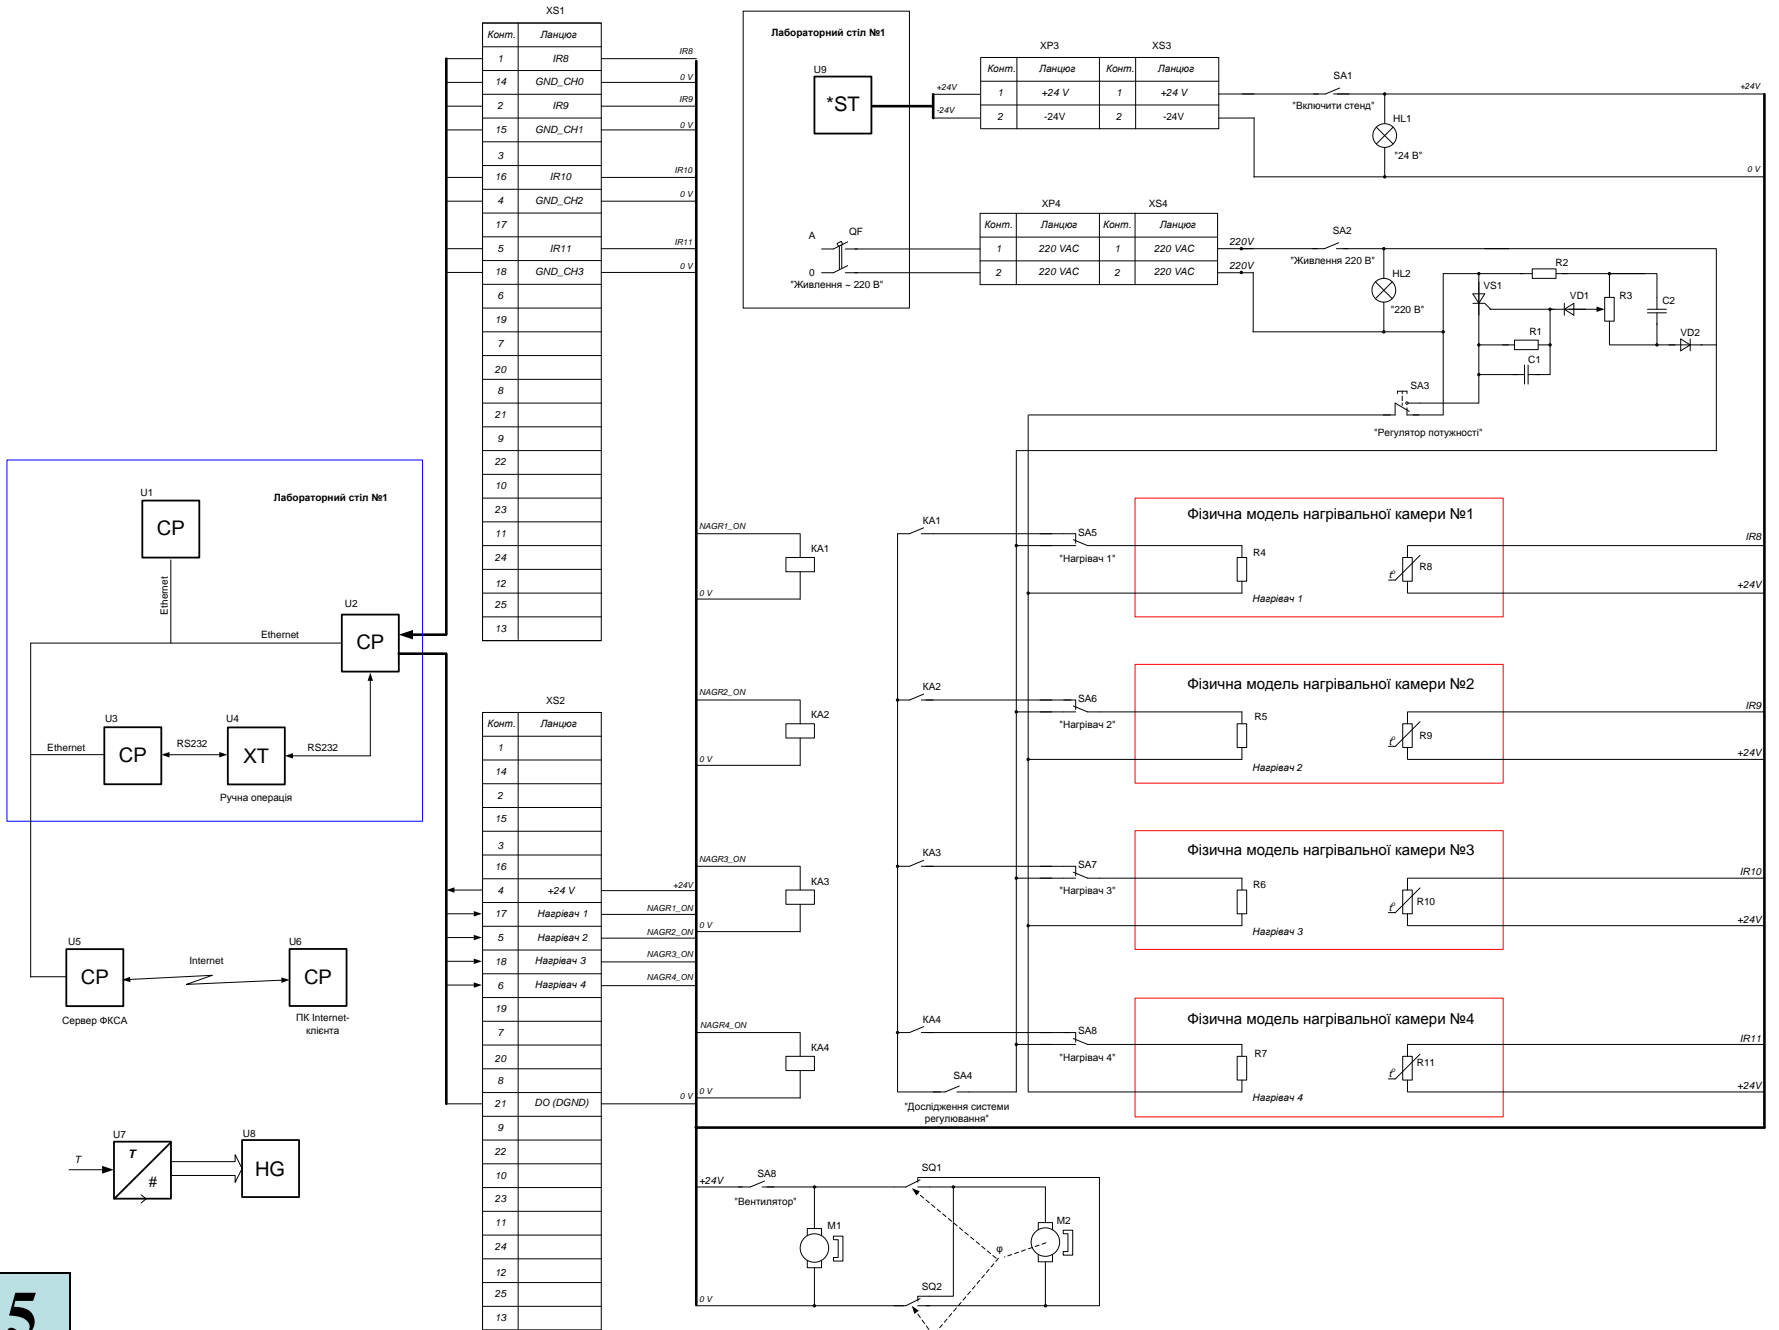 XS1
Конт. Ланцюг
1 IR8 IR8
14 GND_CH0 0 V
2 IR9 IR9
15 GND_CH1 0 V
3
16 IR10 IR10
4 GND_CH2 0 V
17
5 IR11 IR11
18 GND_CH3 0 V
6
19
7
20
8
21
9
22
10
23
11
24
12
25
13
Лабораторний стіл №1
U9
*ST
+24V
-24V
XP3 XS3
Конт. Ланцюг Конт. Ланцюг
1 +24 V 1 +24 V
2 -24V 2 -24V
SA1
"Включити стенд"
HL1
"24 В"
+24V
0 V
A
QF
0
"Живлення ~ 220 В"
XP4 XS4
Конт. Ланцюг Конт. Ланцюг
1 220 VAC 1 220 VAC
2 220 VAC 2 220 VAC
220V
220V
SA2
"Живлення 220 В"
HL2
"220 В"
VS1
R2
VD1
R3
C2
R1
C1
VD2
SA3
"Регулятор потужності"
Лабораторний стіл №1
U1
CP
Ethernet
Ethernet
U2
CP
U3
CP
Ethernet
RS232
U4
XT
RS232
Ручна операція
U5
CP
Сервер ФКСА
Internet
U6
CP
ПК Internet-
клієнта
U7
T
T
#
U8
HG
5
XS2
Конт. Ланцюг
1
14
2
15
3
16
4 +24 V +24V
17 Нагрівач 1 NAGR1_ON
5 Нагрівач 2 NAGR2_ON
18 Нагрівач 3 NAGR3_ON
6 Нагрівач 4 NAGR4_ON
19
7
20
8
21 DO (DGND) 0 V
9
22
10
23
11
24
12
25
13
NAGR1_ON
КА1
0 V
NAGR2_ON
КА2
0 V
NAGR3_ON
КА3
0 V
NAGR4_ON
КА4
0 V
КА1
SA5
"Нагрівач 1"
Фізична модель нагрівальної камери №1
R4
Нагрівач 1
t°
R8
IR8
+24V
КА2
SA6
"Нагрівач 2"
Фізична модель нагрівальної камери №2
R5
Нагрівач 2
t°
R9
IR9
+24V
КА3
SA7
"Нагрівач 3"
Фізична модель нагрівальної камери №3
R6
Нагрівач 3
t°
R10
IR10
+24V
КА4
SA8
"Нагрівач 4"
Фізична модель нагрівальної камери №4
R7
Нагрівач 4
t°
R11
IR11
+24V
SA4
"Дослідження системи
регулювання"
+24V
SA8
"Вентилятор"
M1
SQ1
M2
φ
SQ2
0 V